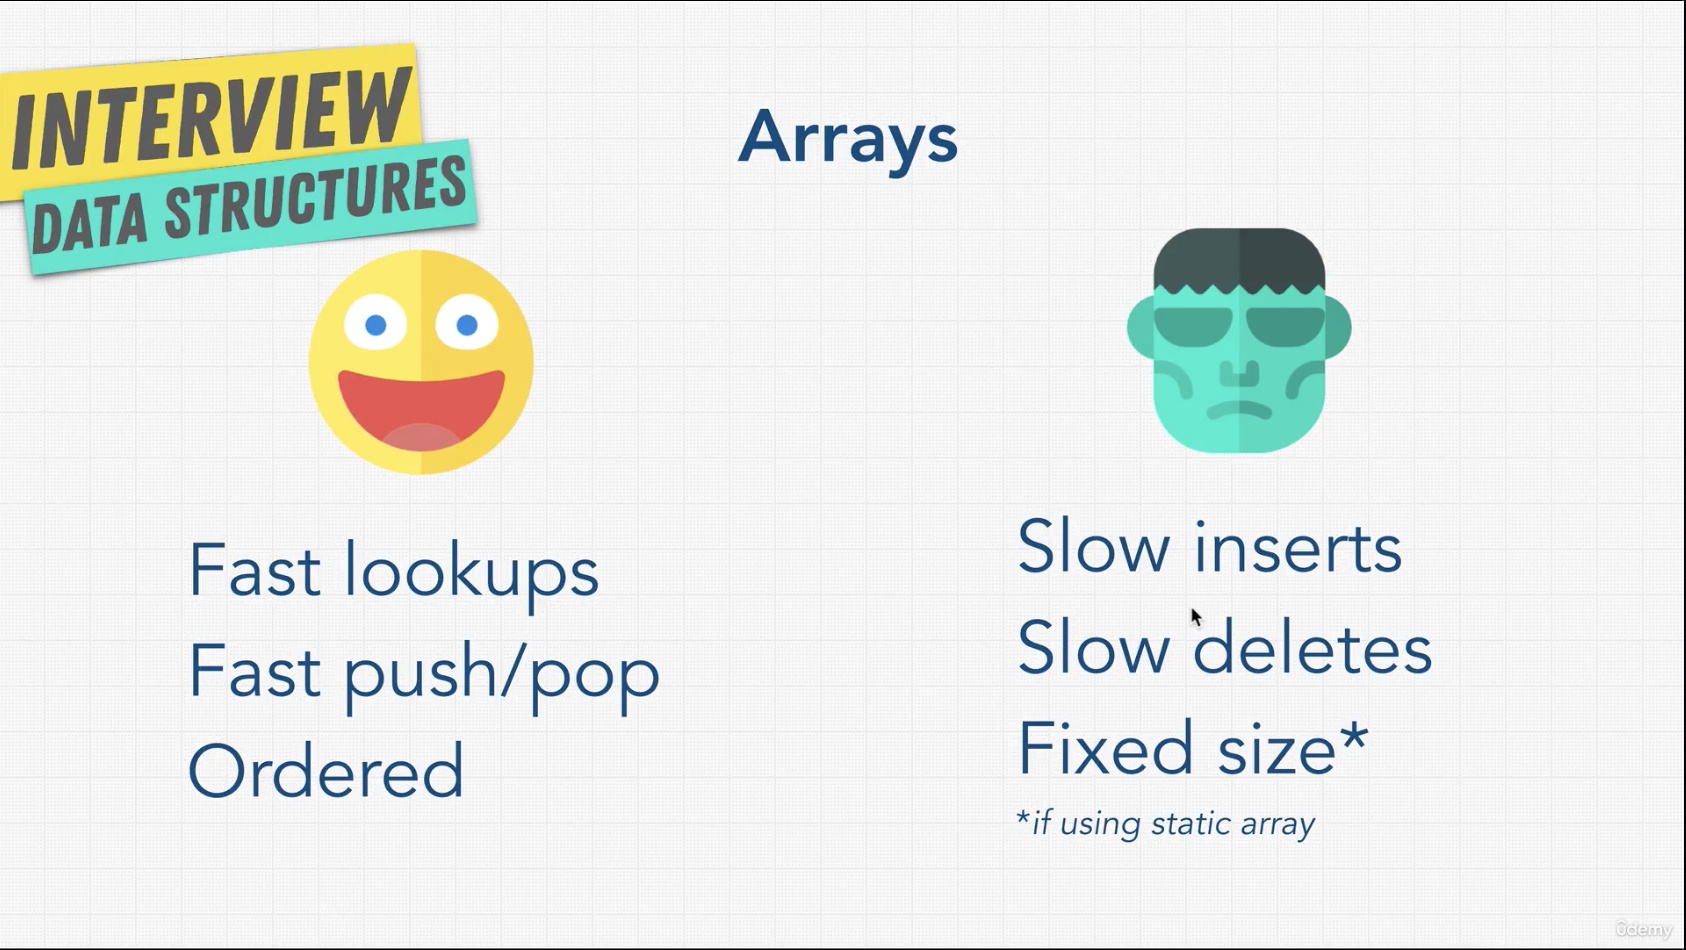 INTERVIEW
DATA STRUCTURES
Arrays
Fast lookups
Fast push/pop
Ordered
Slow inserts
Slow deletes
Fixed size*
*if using static array
ûdemy